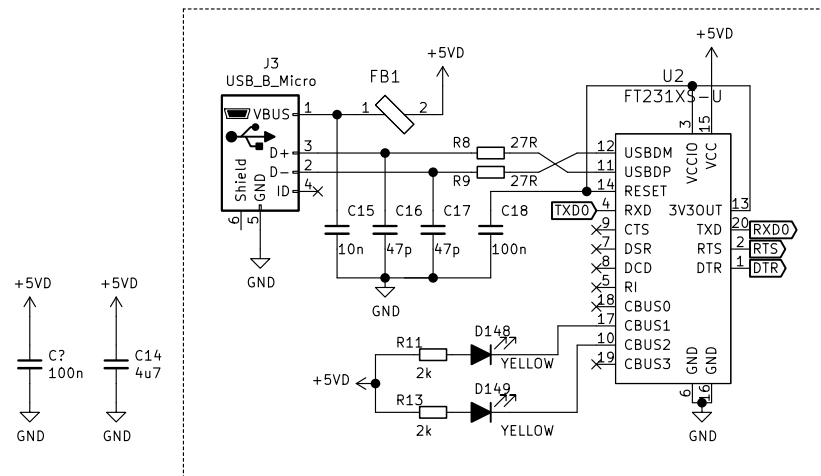 J3
USB_B_Micro
VBUS 1
D+ 3
D- 2
ID 4
Shield
GND
6
5
GND
FB1
1 2
+5VD
R8 27R
R9 27R
C15
10n
C16
47p
C17
47p
C18
100n
GND
TXD0
+5VD
U2
FT231XS-U
3
15
VCCIO
VCC
12 USBDM
11 USBDP
14 RESET
4 RXD
9 CTS
7 DSR
8 DCD
5 RI
18 CBUS0
17 CBUS1
10 CBUS2
19 CBUS3
3V3OUT 13
TXD 20
RTS 2
DTR 1
RXD0
RTS
DTR
GND
GND
6
16
GND
+5VD
R11
2k
D148
YELLOW
R13
2k
D149
YELLOW
+5VD
C?
100n
GND
+5VD
C14
4u7
GND